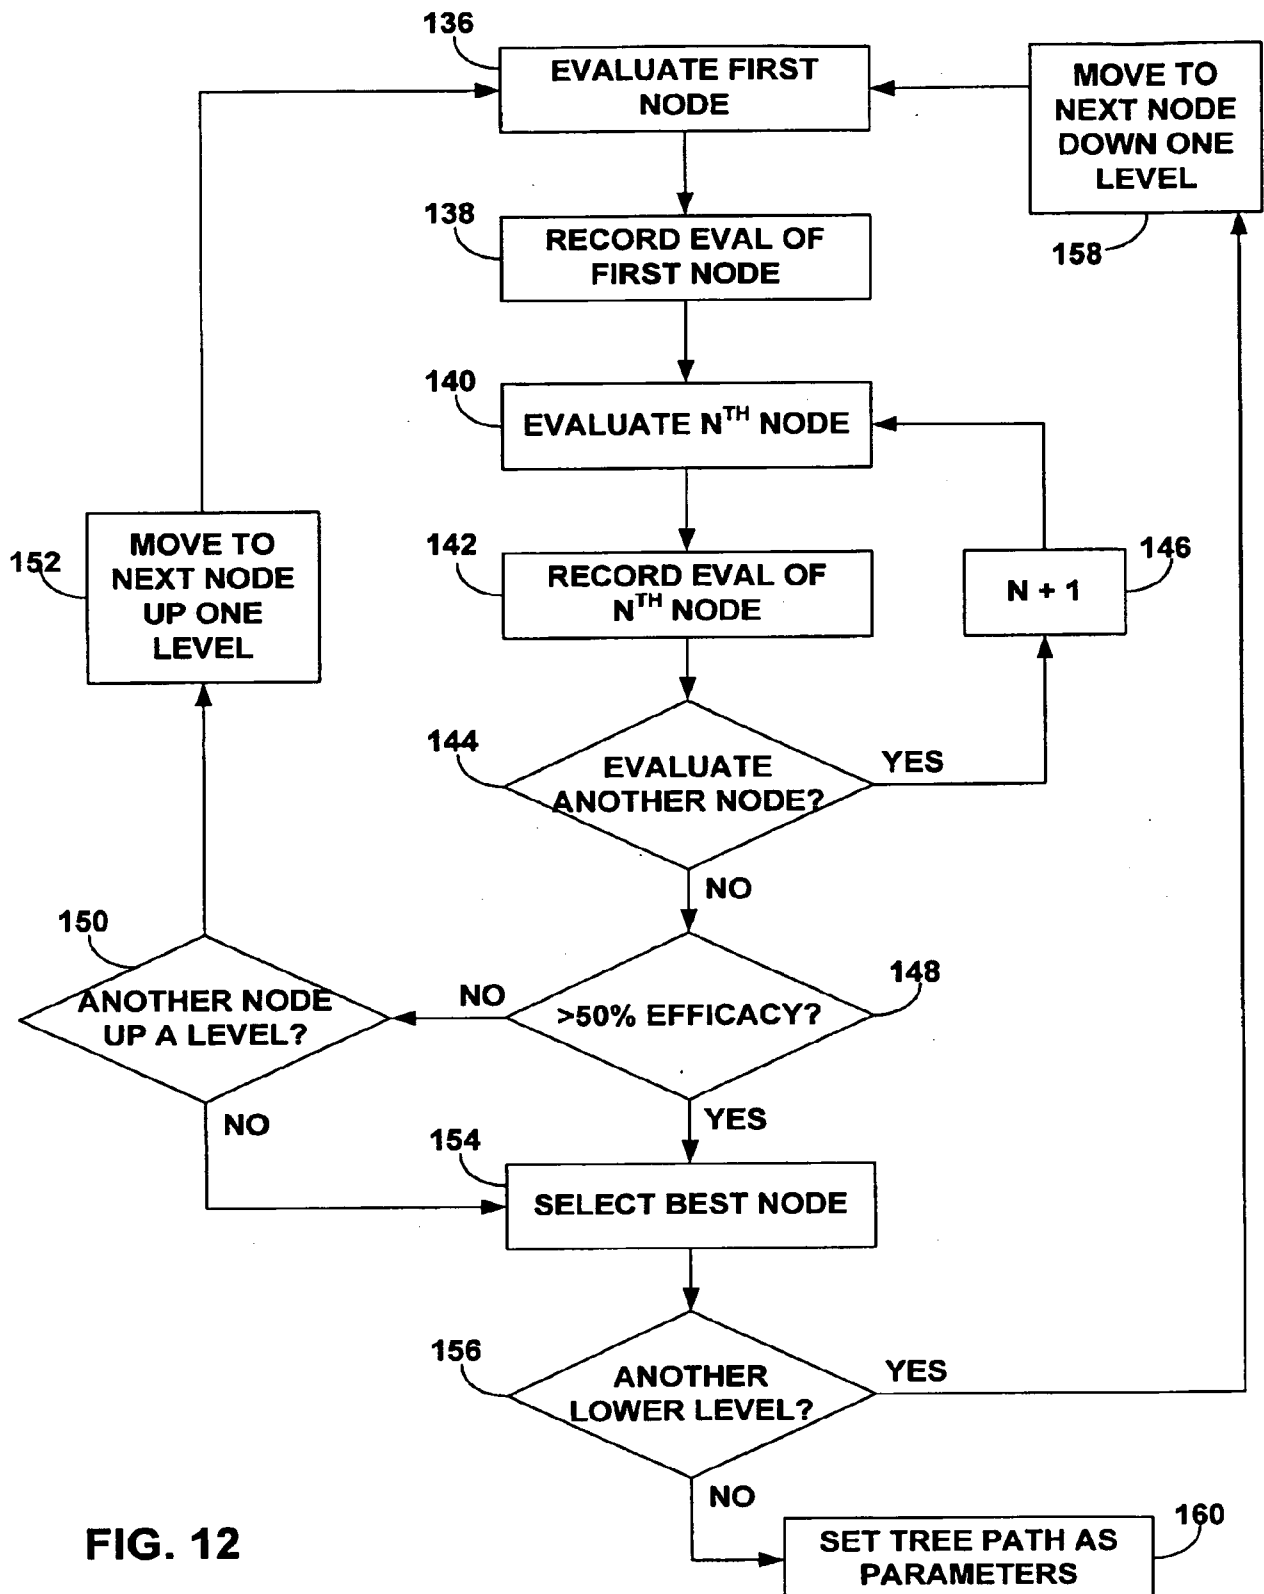 136
EVALUATE FIRST
NODE
MOVE TO
NEXT NODE
DOWN ONE
LEVEL
158
138
RECORD EVAL OF
FIRST NODE
140
EVALUATE NTH NODE
152
MOVE TO
NEXT NODE
UP ONE
LEVEL
142
RECORD EVAL OF
NTH NODE
146
N + 1
144
EVALUATE
ANOTHER NODE?
YES
NO
150
ANOTHER NODE
UP A LEVEL?
NO
148
>50% EFFICACY?
NO
YES
154
SELECT BEST NODE
156
ANOTHER
LOWER LEVEL?
YES
NO
160
SET TREE PATH AS
PARAMETERS
FIG. 12